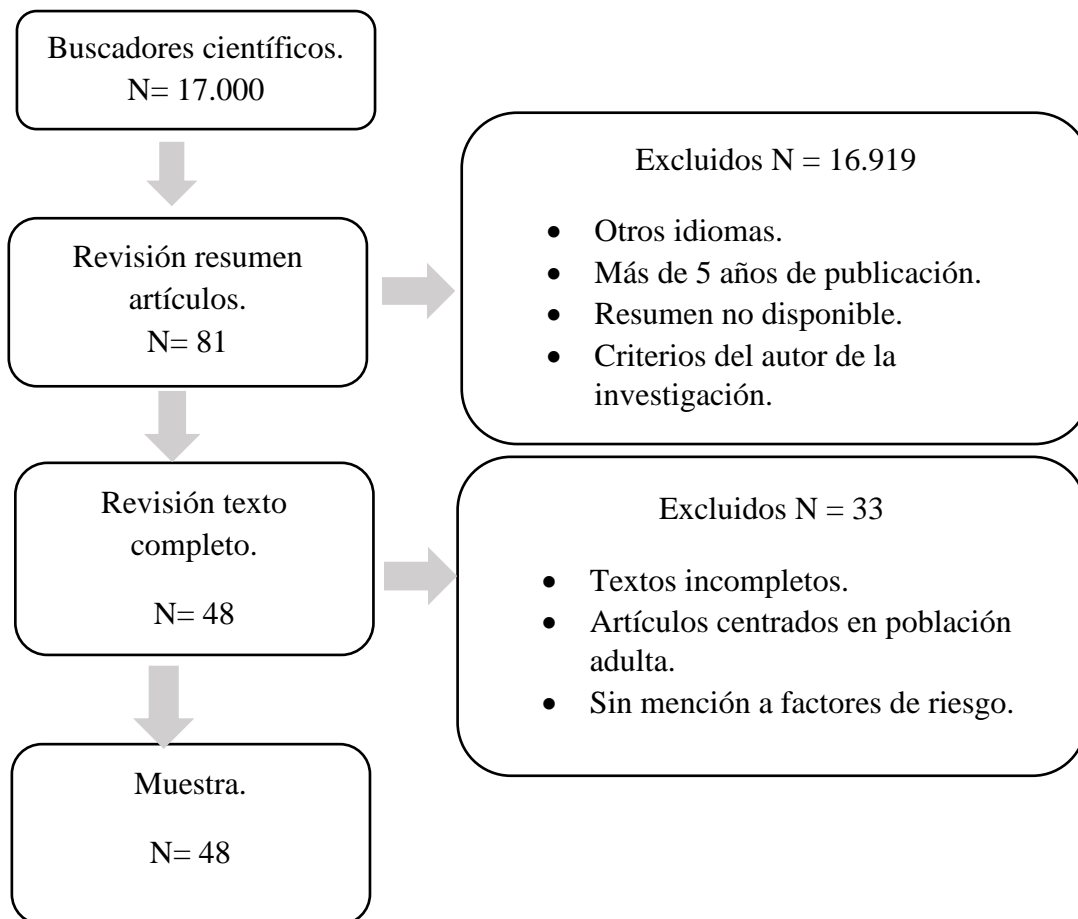 Buscadores científicos.
N= 17.000
Excluidos N = 16.919
• Otros idiomas.
• Más de 5 años de publicación.
• Resumen no disponible.
• Criterios del autor de la
investigación.
Revisión resumen
artículos.
N= 81
Revisión texto
completo.
N= 48
Excluidos N = 33
• Textos incompletos.
• Artículos centrados en población
adulta.
• Sin mención a factores de riesgo.
Muestra.
N= 48